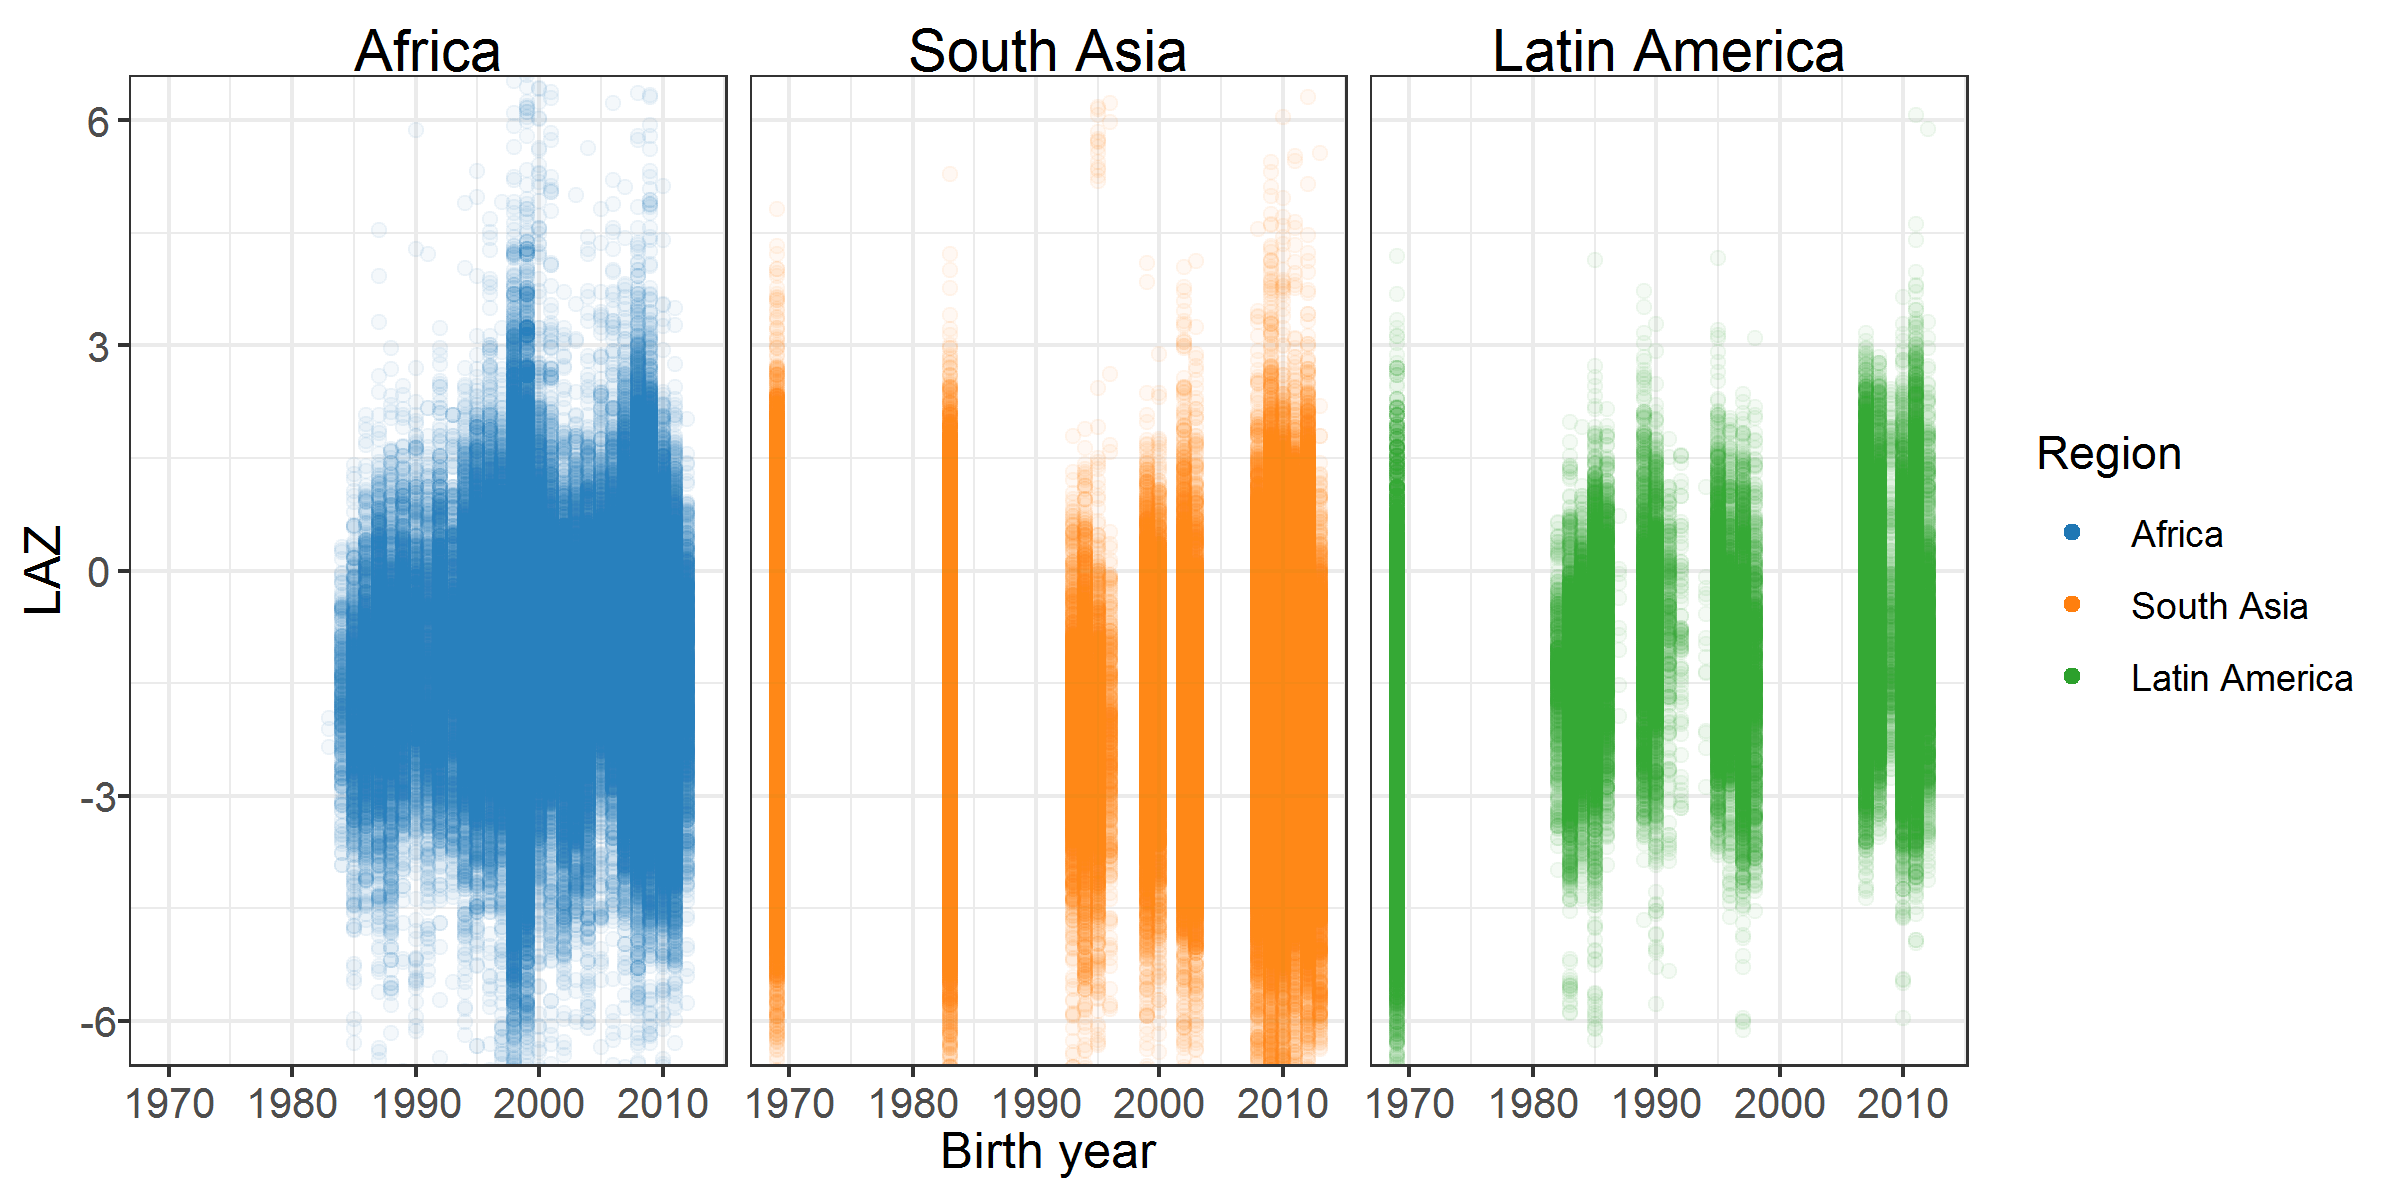 Africa
South Asia
Latin America
LAZ
6
3
0
-3
-6
1970 1980 1990 2000 2010
1970 1980 1990 2000 2010
1970 1980 1990 2000 2010
Birth year
Region
Africa
South Asia
Latin America